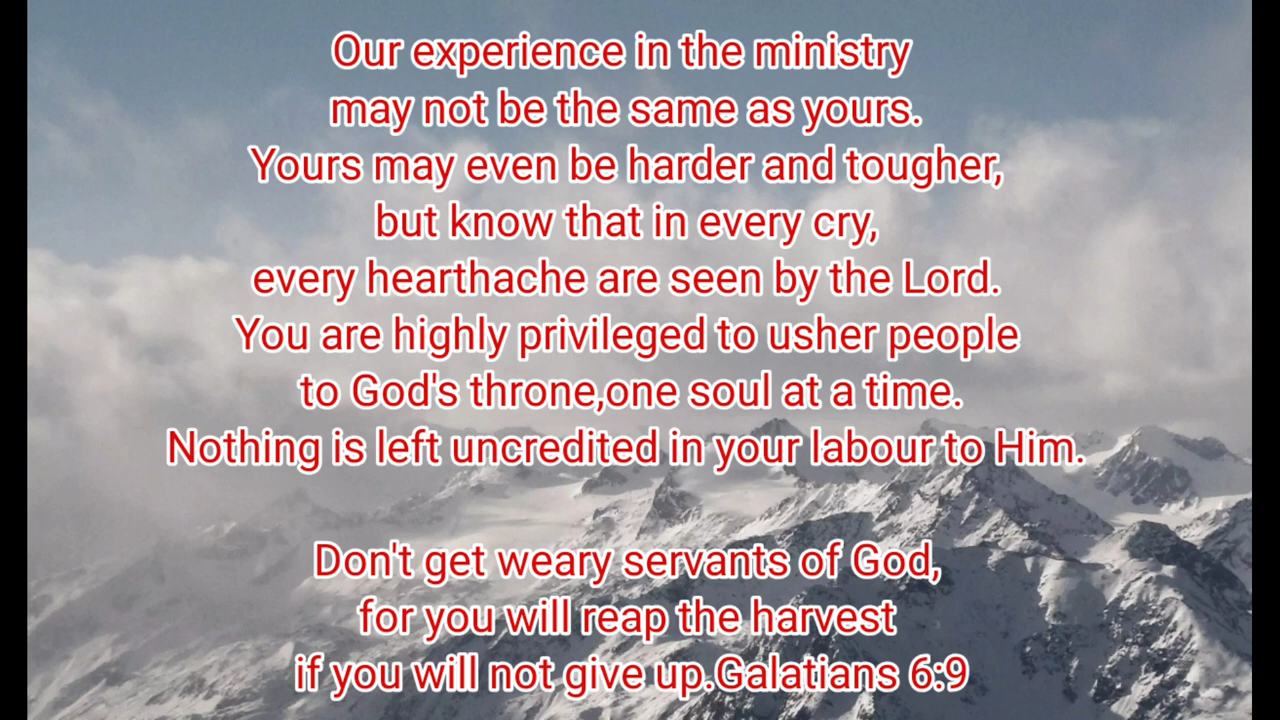 Our experience in the ministry
may not be the same as yours.
Yours may even be harder and tougher,
but know that in every cry,
every hearthache are seen by the Lord.
You are highly privileged to usher people
to God's throne,one soul at a time.
Nothing is left uncredited in your labour to Him.
Don't get weary servants of God,
for you will reap the harvest
if you will not give up.Galatians 6:9